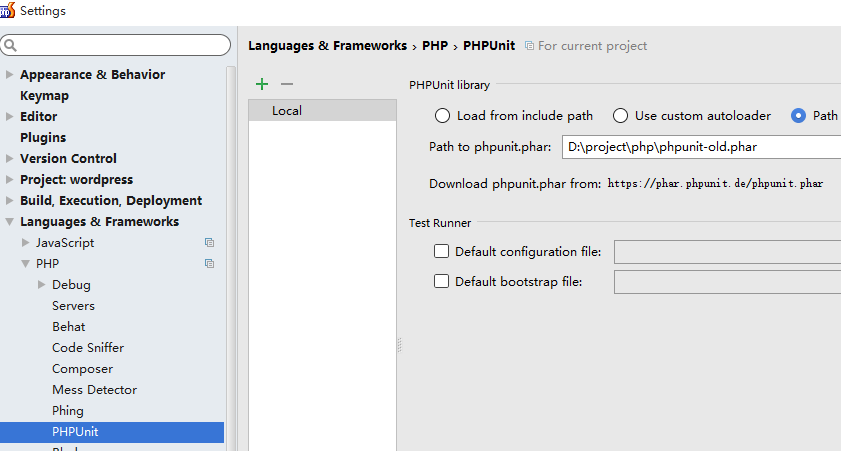 Settings
Languages & Frameworks › PHP › PHPUnit For current project
Appearance & Behavior
Keymap
Editor
Plugins
Version Control
Project: wordpress
Build, Execution, Deployment
Languages & Frameworks
JavaScript
PHP
Debug
Servers
Behat
Code Sniffer
Composer
Mess Detector
Phing
PHPUnit
Local
PHPUnit library
Load from include path Use custom autoloader Path
Path to phpunit.phar: D:\project\php\phpunit-old.phar
Download phpunit.phar from: https://phar.phpunit.de/phpunit.phar
Test Runner
Default configuration file:
Default bootstrap file: